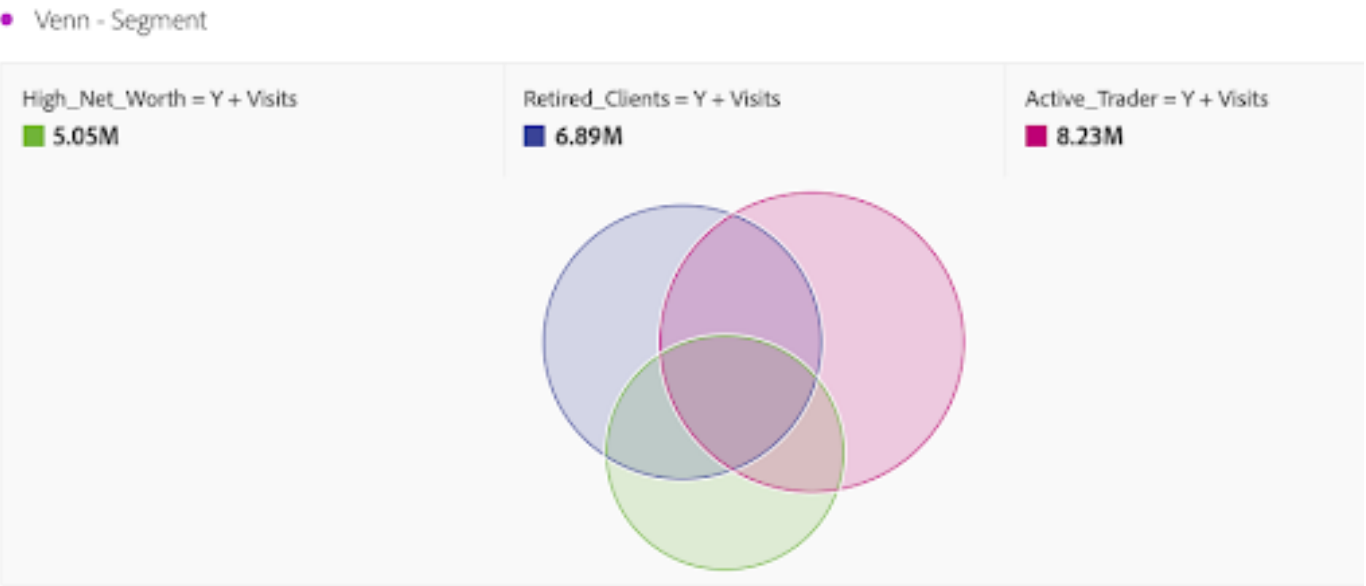 Venn - Segment
High_Net_Worth = Y + Visits
5.05M
Retired_Clients = Y + Visits
6.89M
Active_Trader = Y + Visits
8.23M